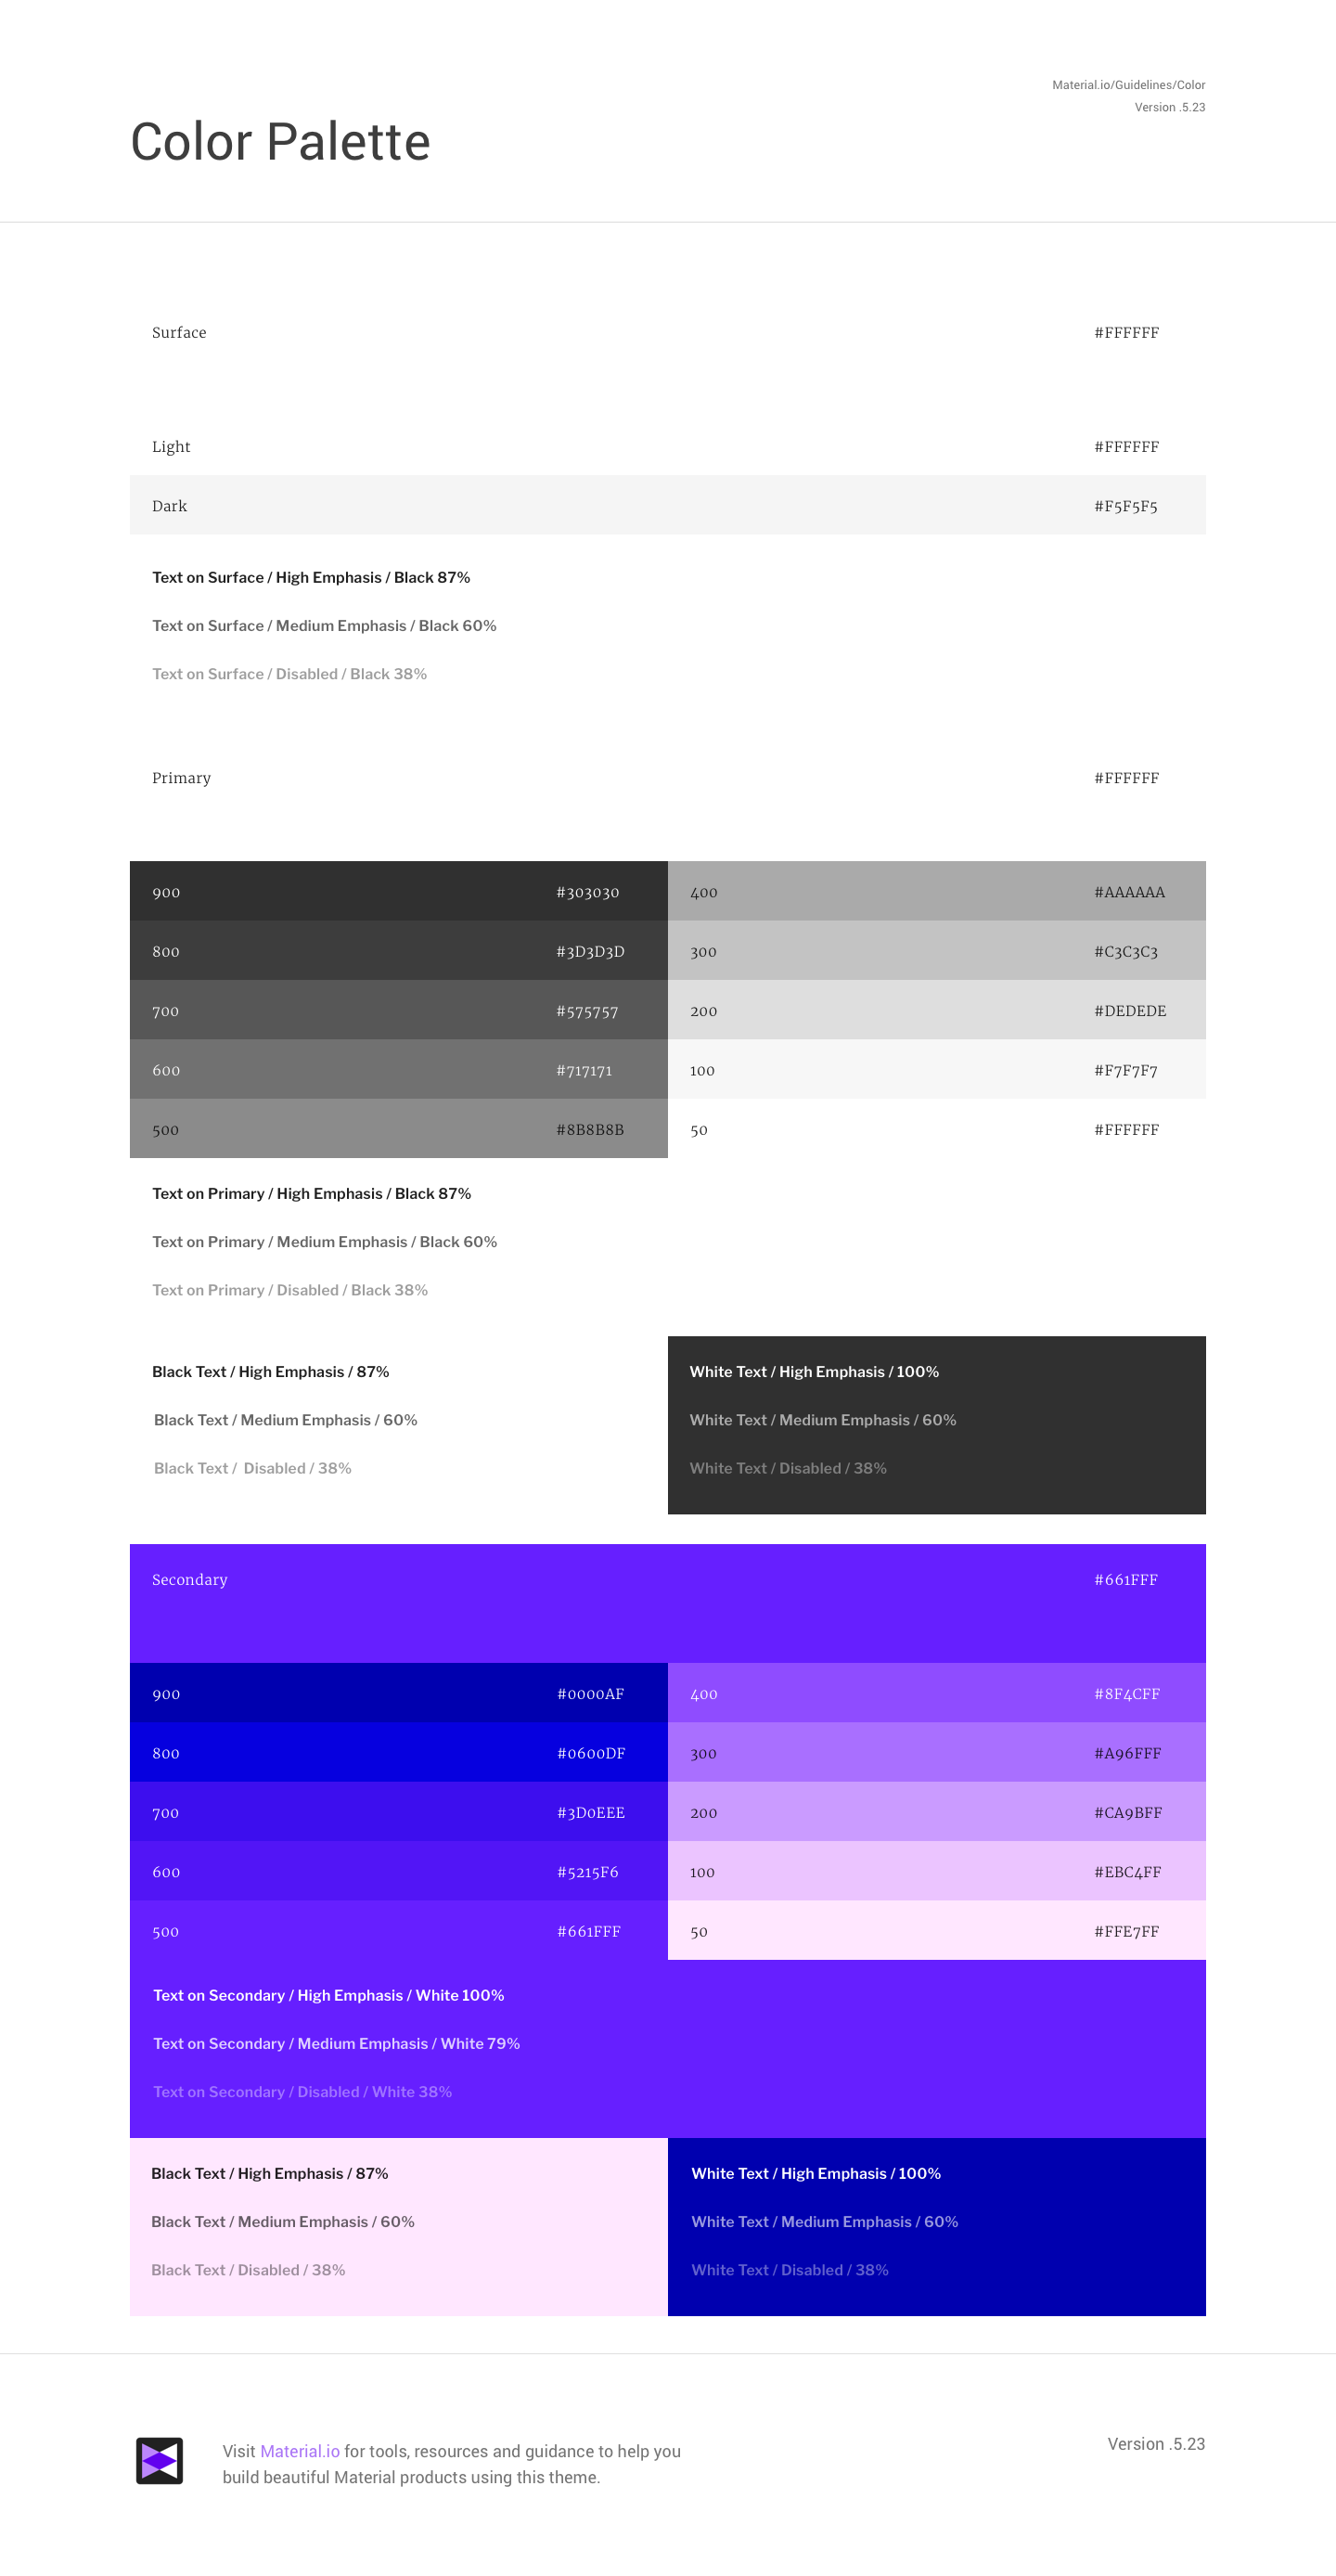 Material.io/Guidelines/Color
Version .5.23
Color Palette
Surface #FFFFFF
Light #FFFFFF
Dark #F5F5F5
Text on Surface / High Emphasis / Black 87%
Text on Surface / Medium Emphasis / Black 60%
Text on Surface / Disabled / Black 38%
Primary #FFFFFF
900 #303030 400 #AAAAAA
800 #3D3D3D 300 #C3C3C3
700 #575757 200 #DEDEDE
600 #717171 100 #F7F7F7
500 #8B8B8B 50 #FFFFFF
Text on Primary / High Emphasis / Black 87%
Text on Primary / Medium Emphasis / Black 60%
Text on Primary / Disabled / Black 38%
Black Text / High Emphasis / 87%
Black Text / Medium Emphasis / 60%
Black Text /  Disabled / 38%
White Text / High Emphasis / 100%
White Text / Medium Emphasis / 60%
White Text / Disabled / 38%
Secondary #661FFF
900 #0000AF 400 #8F4CFF
800 #0600DF 300 #A96FFF
700 #3D0EEE 200 #CA9BFF
600 #5215F6 100 #EBC4FF
500 #661FFF 50 #FFE7FF
Text on Secondary / High Emphasis / White 100%
Text on Secondary / Medium Emphasis / White 79%
Text on Secondary / Disabled / White 38%
Black Text / High Emphasis / 87%
Black Text / Medium Emphasis / 60%
Black Text / Disabled / 38%
White Text / High Emphasis / 100%
White Text / Medium Emphasis / 60%
White Text / Disabled / 38%
Visit Material.io for tools, resources and guidance to help you
build beautiful Material products using this theme.
Version .5.23